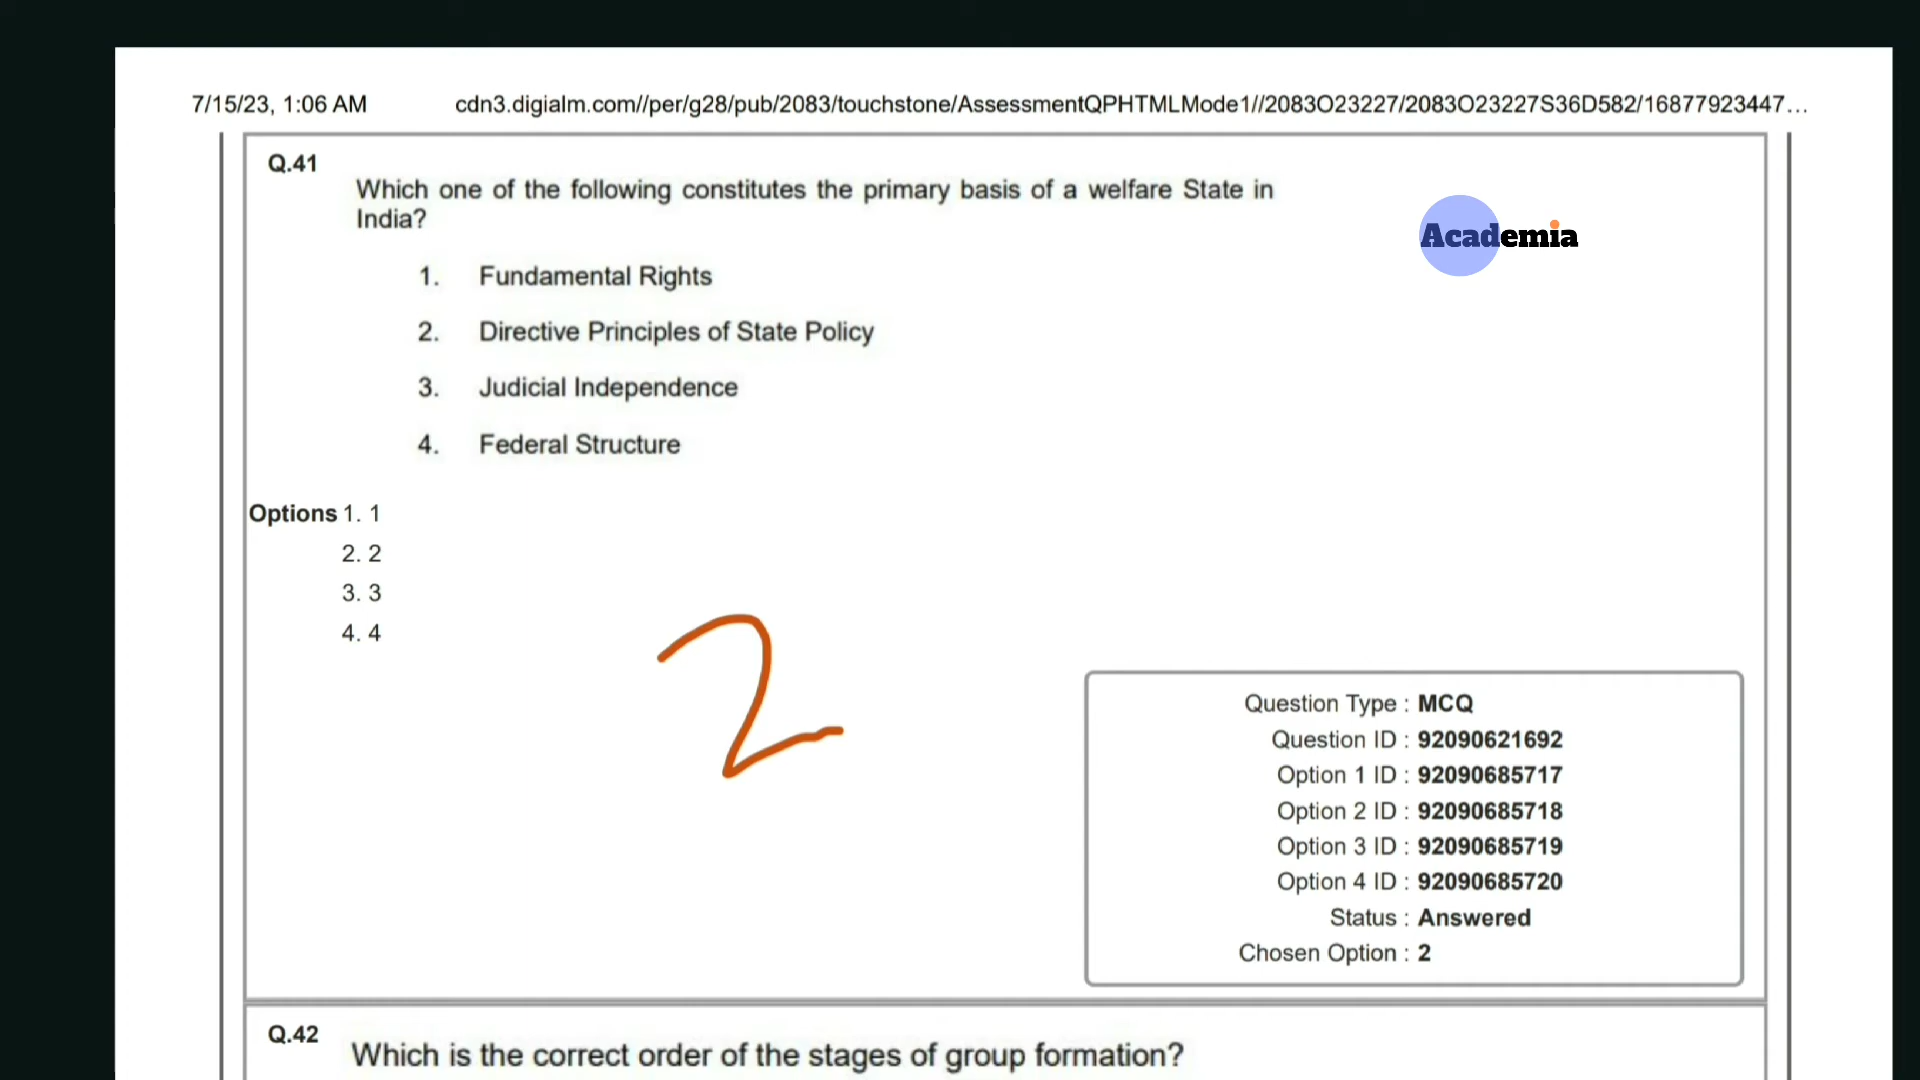 7/15/23, 1:06 AM cdn3.digialm.com//per/g28/pub/2083/touchstone/AssessmentQPHTMLMode1//2083O23227/2083O23227S36D582/16877923447...
Q.41
Which one of the following constitutes the primary basis of a welfare State in
India?
Academia
1. Fundamental Rights
2. Directive Principles of State Policy
3. Judicial Independence
4. Federal Structure
Options 1. 1
2. 2
3. 3
4. 4
2
Question Type : MCQ
Question ID : 92090621692
Option 1 ID : 92090685717
Option 2 ID : 92090685718
Option 3 ID : 92090685719
Option 4 ID : 92090685720
Status : Answered
Chosen Option : 2
Q.42
Which is the correct order of the stages of group formation?